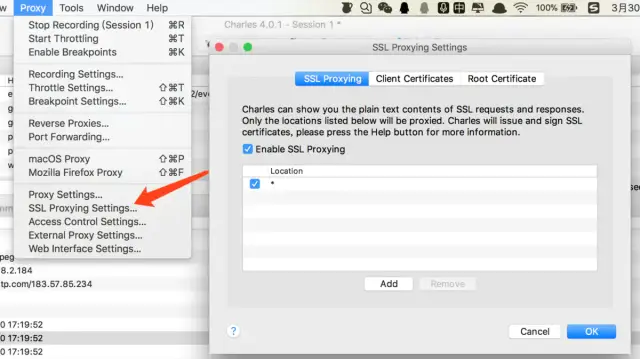 Proxy Tools Window Help
100%
3月30
Stop Recording (Session 1) ⌘R
Start Throttling ⌘T
Enable Breakpoints ⌘K
Recording Settings...
Throttle Settings... ⇧⌘T
Breakpoint Settings... ⇧⌘K
Reverse Proxies...
Port Forwarding...
macOS Proxy ⇧⌘P
Mozilla Firefox Proxy ⇧⌘F
Proxy Settings...
SSL Proxying Settings...
Access Control Settings...
External Proxy Settings...
Web Interface Settings...
Charles 4.0.1 - Session 1 *
SSL Proxying Settings
SSL Proxying Client Certificates Root Certificate
Charles can show you the plain text contents of SSL requests and responses.
Only the locations listed below will be proxied. Charles will issue and sign SSL
certificates, please press the Help button for more information.
Enable SSL Proxying
Location
*
Add Remove
? Cancel OK
8.2.184
tp.com/183.57.85.234
0 17:19:52
0 17:19:52
0 17:19:52